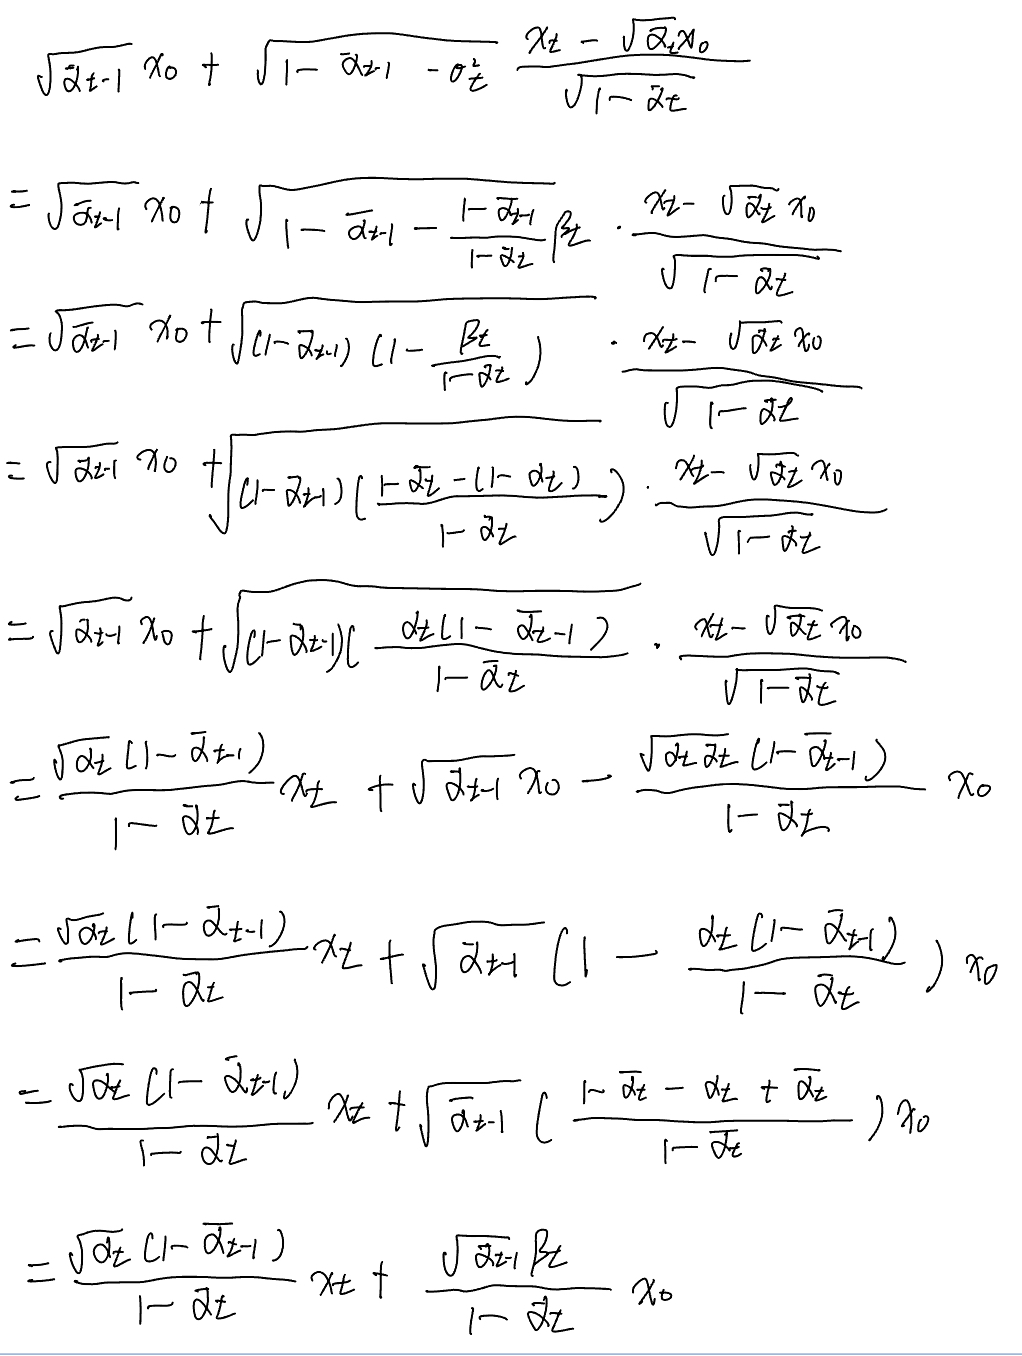 $\sqrt{\bar{\alpha}_{t-1}}\, x_0 + \sqrt{1 - \bar{\alpha}_{t-1} - \sigma_t^2}\, \frac{x_t - \sqrt{\bar{\alpha}_t} x_0}{\sqrt{1 - \bar{\alpha}_t}}$
$= \sqrt{\bar{\alpha}_{t-1}}\, x_0 + \sqrt{1 - \bar{\alpha}_{t-1} - \frac{1 - \bar{\alpha}_{t-1}}{1 - \bar{\alpha}_t} \beta_t} \cdot \frac{x_t - \sqrt{\bar{\alpha}_t}\, x_0}{\sqrt{1 - \bar{\alpha}_t}}$
$= \sqrt{\bar{\alpha}_{t-1}}\, x_0 + \sqrt{(1 - \bar{\alpha}_{t-1}) (1 - \frac{\beta_t}{1 - \bar{\alpha}_t})} \cdot \frac{x_t - \sqrt{\bar{\alpha}_t}\, x_0}{\sqrt{1 - \bar{\alpha}_t}}$
$= \sqrt{\bar{\alpha}_{t-1}}\, x_0 + \sqrt{(1 - \bar{\alpha}_{t-1}) (\frac{1 - \bar{\alpha}_t - (1 - \alpha_t)}{1 - \bar{\alpha}_t})} \cdot \frac{x_t - \sqrt{\bar{\alpha}_t}\, x_0}{\sqrt{1 - \bar{\alpha}_t}}$
$= \sqrt{\bar{\alpha}_{t-1}}\, x_0 + \sqrt{(1 - \bar{\alpha}_{t-1}) ( \frac{\alpha_t (1 - \bar{\alpha}_{t-1})}{1 - \bar{\alpha}_t}} \cdot \frac{x_t - \sqrt{\bar{\alpha}_t}\, x_0}{\sqrt{1 - \bar{\alpha}_t}}$
$= \frac{\sqrt{\alpha_t} (1 - \bar{\alpha}_{t-1})}{1 - \bar{\alpha}_t} x_t + \sqrt{\bar{\alpha}_{t-1}}\, x_0 - \frac{\sqrt{\alpha_t \bar{\alpha}_t} (1 - \bar{\alpha}_{t-1})}{1 - \bar{\alpha}_t} x_0$
$= \frac{\sqrt{\alpha_t} (1 - \bar{\alpha}_{t-1})}{1 - \bar{\alpha}_t} x_t + \sqrt{\bar{\alpha}_{t-1}} (1 - \frac{\alpha_t (1 - \bar{\alpha}_{t-1})}{1 - \bar{\alpha}_t}) x_0$
$= \frac{\sqrt{\alpha_t} (1 - \bar{\alpha}_{t-1})}{1 - \bar{\alpha}_t} x_t + \sqrt{\bar{\alpha}_{t-1}} (\frac{1 - \bar{\alpha}_t - \alpha_t + \bar{\alpha}_t}{1 - \bar{\alpha}_t}) x_0$
$= \frac{\sqrt{\alpha_t} (1 - \bar{\alpha}_{t-1})}{1 - \bar{\alpha}_t} x_t + \frac{\sqrt{\bar{\alpha}_{t-1}} \beta_t}{1 - \bar{\alpha}_t} x_0$